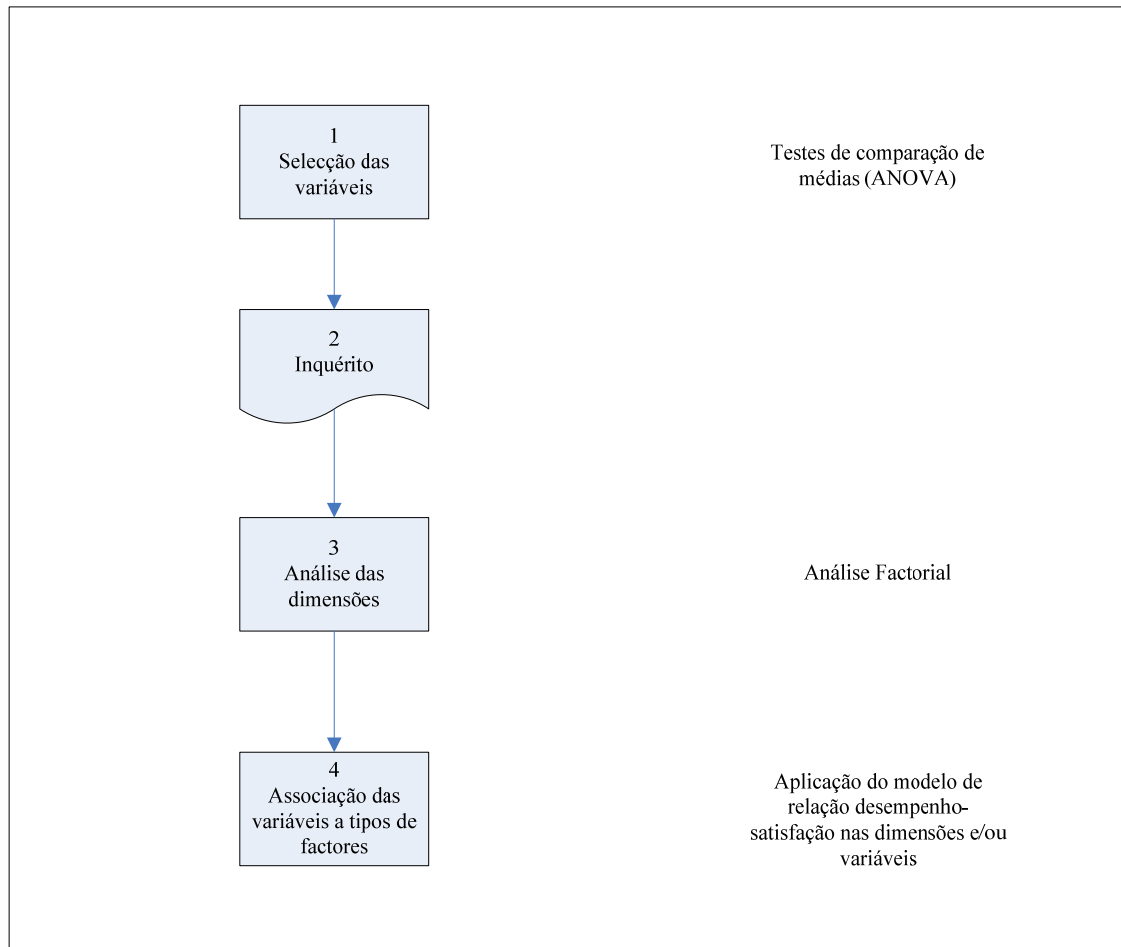 1
Selecção das
variáveis
Testes de comparação de
médias (ANOVA)
2
Inquérito
3
Análise das
dimensões
Análise Factorial
4
Associação das
variáveis a tipos de
factores
Aplicação do modelo de
relação desempenho-
satisfação nas dimensões e/ou
variáveis